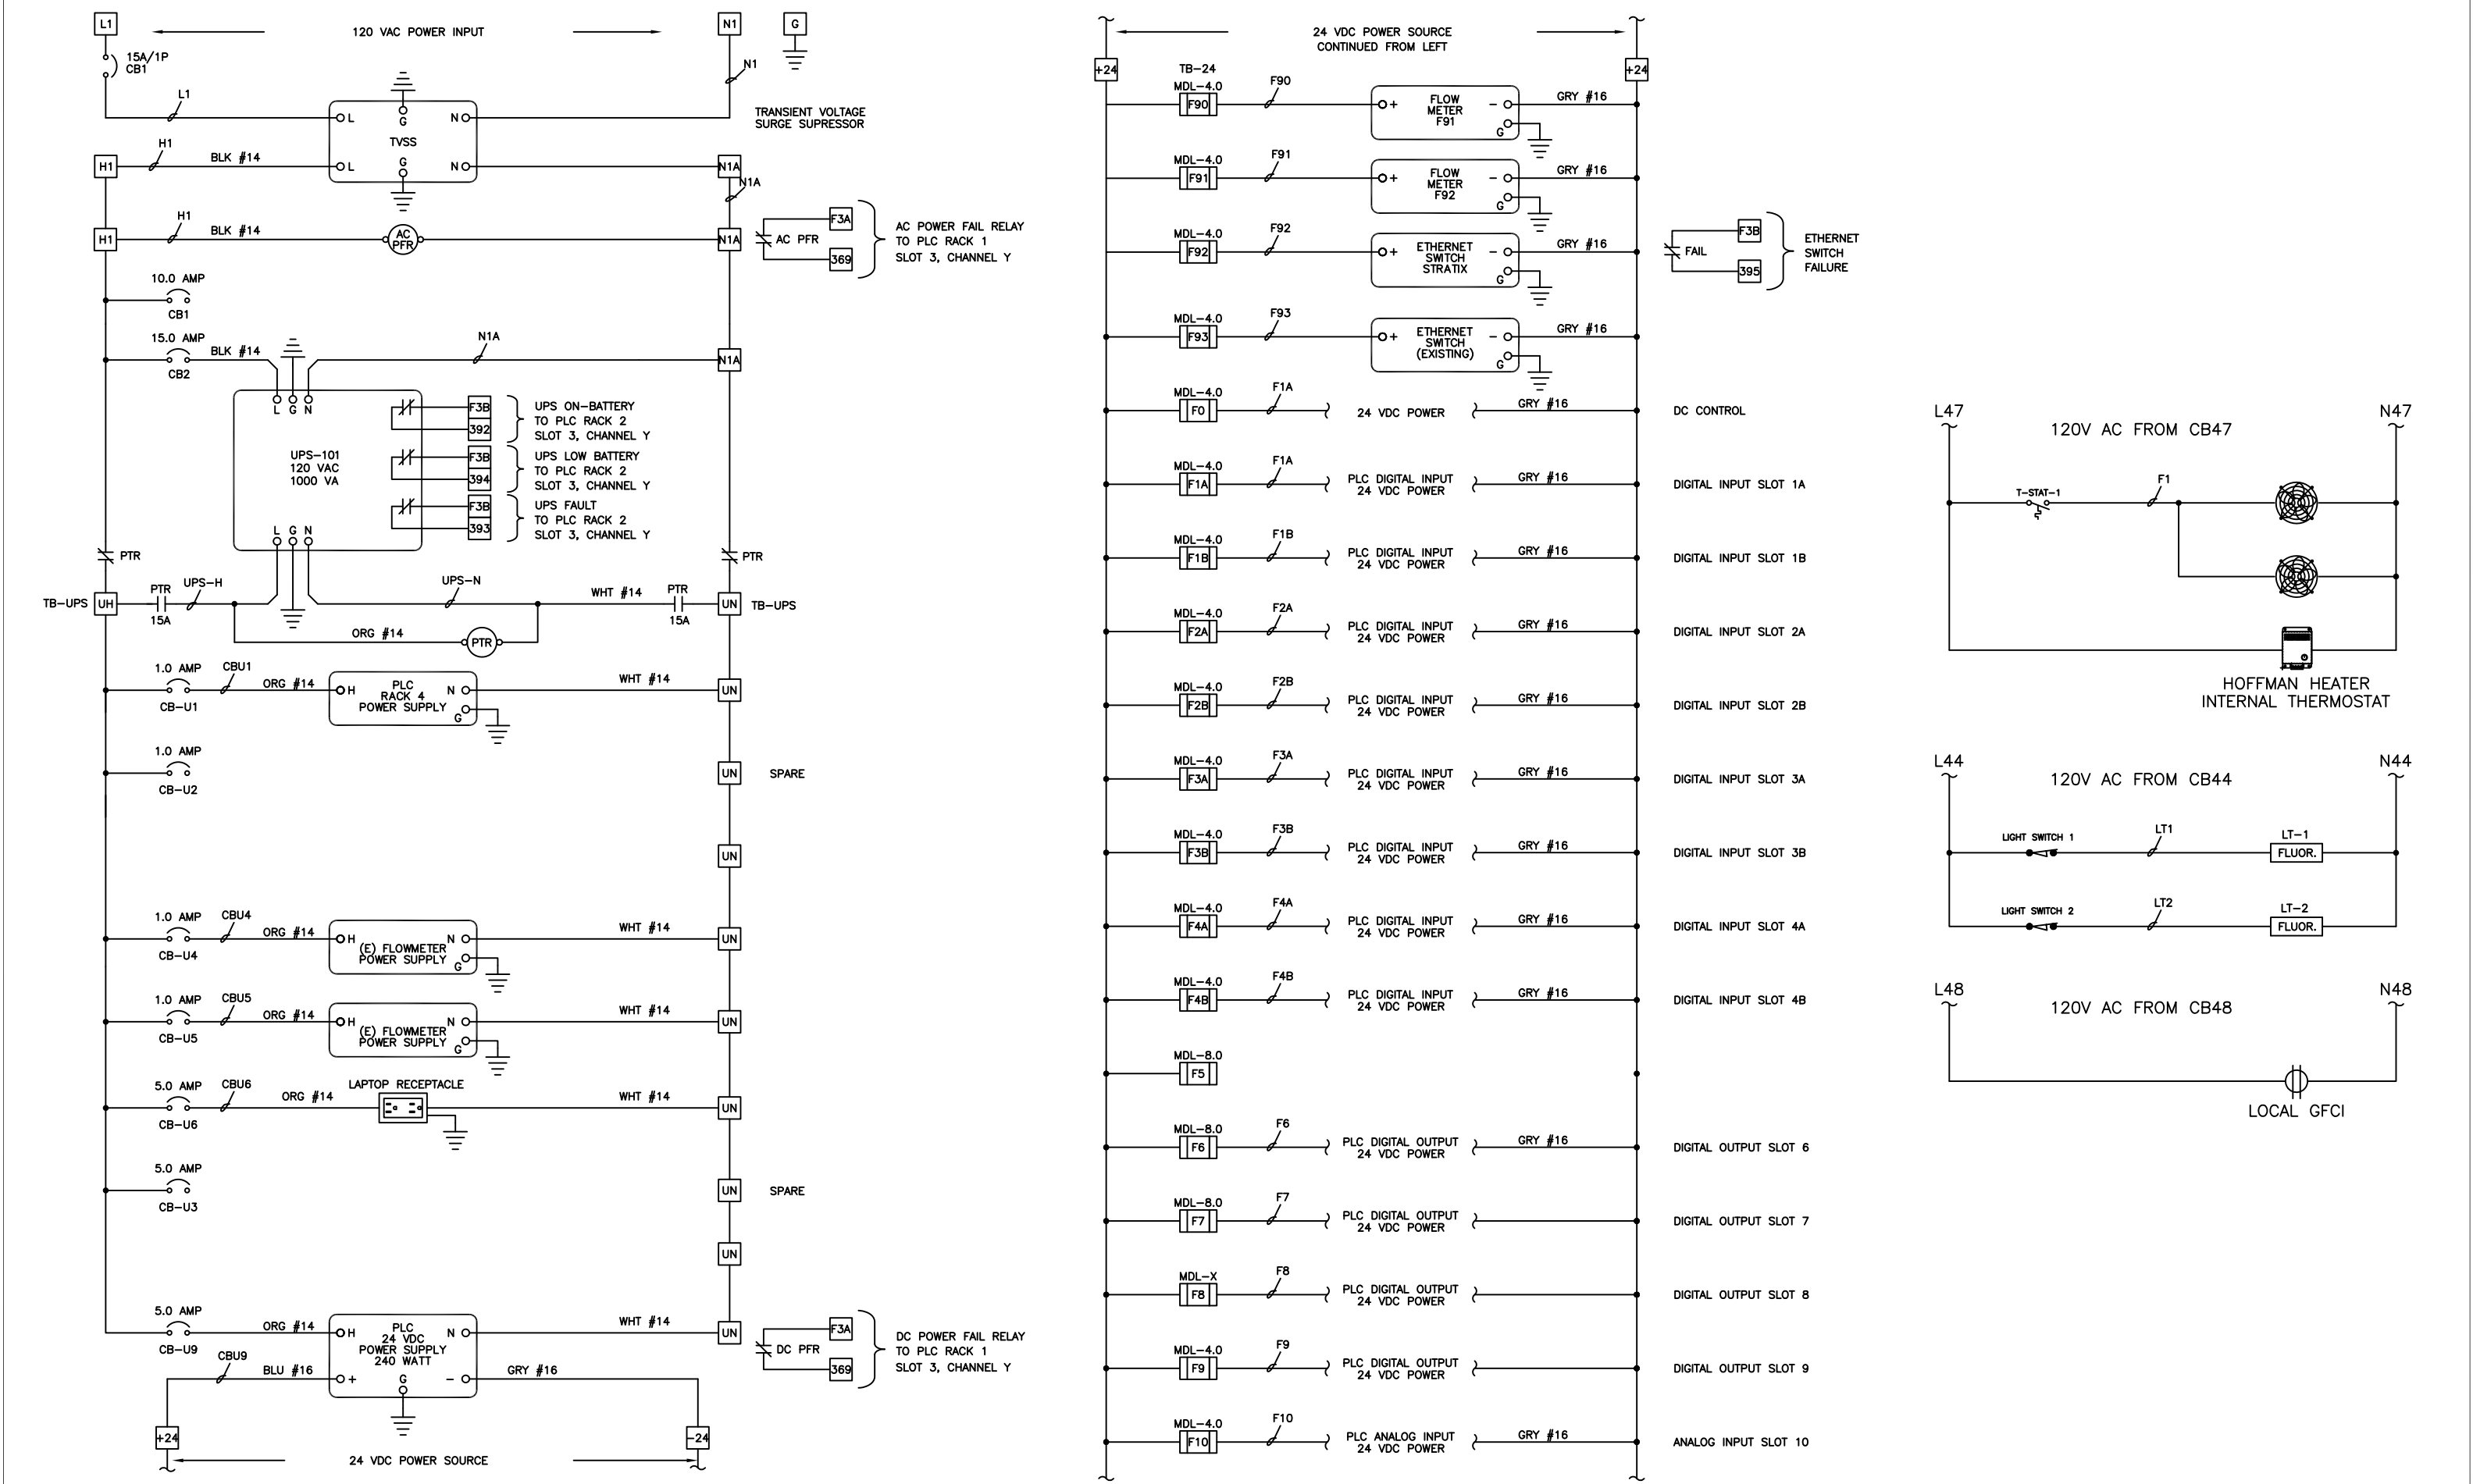 L1
120 VAC POWER INPUT
N1
G
15A/1P
CB1
N1
L1
L
G
N
TRANSIENT VOLTAGE
SURGE SUPRESSOR
TVSS
H1
H1
BLK #14
L
G
N
N1A
N1A
H1
H1
BLK #14
AC
PFR
N1A
AC PFR
F3A
369
AC POWER FAIL RELAY
TO PLC RACK 1
SLOT 3, CHANNEL Y
10.0 AMP
CB1
15.0 AMP
BLK #14
CB2
N1A
N1A
L G N
UPS-101
120 VAC
1000 VA
F3B
392
UPS ON-BATTERY
TO PLC RACK 2
SLOT 3, CHANNEL Y
F3B
394
UPS LOW BATTERY
TO PLC RACK 2
SLOT 3, CHANNEL Y
F3B
393
UPS FAULT
TO PLC RACK 2
SLOT 3, CHANNEL Y
L G N
PTR
PTR
TB-UPS
UH
PTR
15A
UPS-H
UPS-N
WHT #14
PTR
15A
UN
TB-UPS
ORG #14
PTR
1.0 AMP
CBU1
CB-U1
ORG #14
H
PLC
RACK 4
POWER SUPPLY
N
G
WHT #14
UN
1.0 AMP
CB-U2
UN
SPARE
UN
1.0 AMP
CBU4
CB-U4
ORG #14
H
(E) FLOWMETER
POWER SUPPLY
N
G
WHT #14
UN
1.0 AMP
CBU5
CB-U5
ORG #14
H
(E) FLOWMETER
POWER SUPPLY
N
G
WHT #14
UN
5.0 AMP
CBU6
CB-U6
ORG #14
LAPTOP RECEPTACLE
WHT #14
UN
5.0 AMP
CB-U3
UN
SPARE
UN
5.0 AMP
CB-U9
ORG #14
H
PLC
24 VDC
POWER SUPPLY
240 WATT
N
WHT #14
UN
DC PFR
F3A
369
DC POWER FAIL RELAY
TO PLC RACK 1
SLOT 3, CHANNEL Y
CBU9
BLU #16
+
G
-
GRY #16
+24
-24
24 VDC POWER SOURCE
24 VDC POWER SOURCE
CONTINUED FROM LEFT
+24
+24
TB-24
MDL-4.0
F90
F90
+
FLOW
METER
F91
-
G
GRY #16
MDL-4.0
F91
F91
+
FLOW
METER
F92
-
G
GRY #16
MDL-4.0
F92
F92
+
ETHERNET
SWITCH
STRATIX
-
G
GRY #16
FAIL
F3B
395
ETHERNET
SWITCH
FAILURE
MDL-4.0
F93
F93
+
ETHERNET
SWITCH
(EXISTING)
-
G
GRY #16
MDL-4.0
F0
F1A
24 VDC POWER
GRY #16
DC CONTROL
MDL-4.0
F1A
F1A
PLC DIGITAL INPUT
24 VDC POWER
GRY #16
DIGITAL INPUT SLOT 1A
MDL-4.0
F1B
F1B
PLC DIGITAL INPUT
24 VDC POWER
GRY #16
DIGITAL INPUT SLOT 1B
MDL-4.0
F2A
F2A
PLC DIGITAL INPUT
24 VDC POWER
GRY #16
DIGITAL INPUT SLOT 2A
MDL-4.0
F2B
F2B
PLC DIGITAL INPUT
24 VDC POWER
GRY #16
DIGITAL INPUT SLOT 2B
MDL-4.0
F3A
F3A
PLC DIGITAL INPUT
24 VDC POWER
GRY #16
DIGITAL INPUT SLOT 3A
MDL-4.0
F3B
F3B
PLC DIGITAL INPUT
24 VDC POWER
GRY #16
DIGITAL INPUT SLOT 3B
MDL-4.0
F4A
F4A
PLC DIGITAL INPUT
24 VDC POWER
GRY #16
DIGITAL INPUT SLOT 4A
MDL-4.0
F4B
F4B
PLC DIGITAL INPUT
24 VDC POWER
GRY #16
DIGITAL INPUT SLOT 4B
MDL-8.0
F5
MDL-8.0
F6
F6
PLC DIGITAL OUTPUT
24 VDC POWER
GRY #16
DIGITAL OUTPUT SLOT 6
MDL-8.0
F7
F7
PLC DIGITAL OUTPUT
24 VDC POWER
DIGITAL OUTPUT SLOT 7
MDL-X
F8
F8
PLC DIGITAL OUTPUT
24 VDC POWER
DIGITAL OUTPUT SLOT 8
MDL-4.0
F9
F9
PLC DIGITAL OUTPUT
24 VDC POWER
DIGITAL OUTPUT SLOT 9
MDL-4.0
F10
F10
PLC ANALOG INPUT
24 VDC POWER
GRY #16
ANALOG INPUT SLOT 10
L47
N47
120V AC FROM CB47
T-STAT-1
F1
HOFFMAN HEATER
INTERNAL THERMOSTAT
L44
N44
120V AC FROM CB44
LIGHT SWITCH 1
LT1
LT-1
FLUOR.
LIGHT SWITCH 2
LT2
LT-2
FLUOR.
L48
N48
120V AC FROM CB48
LOCAL GFCI